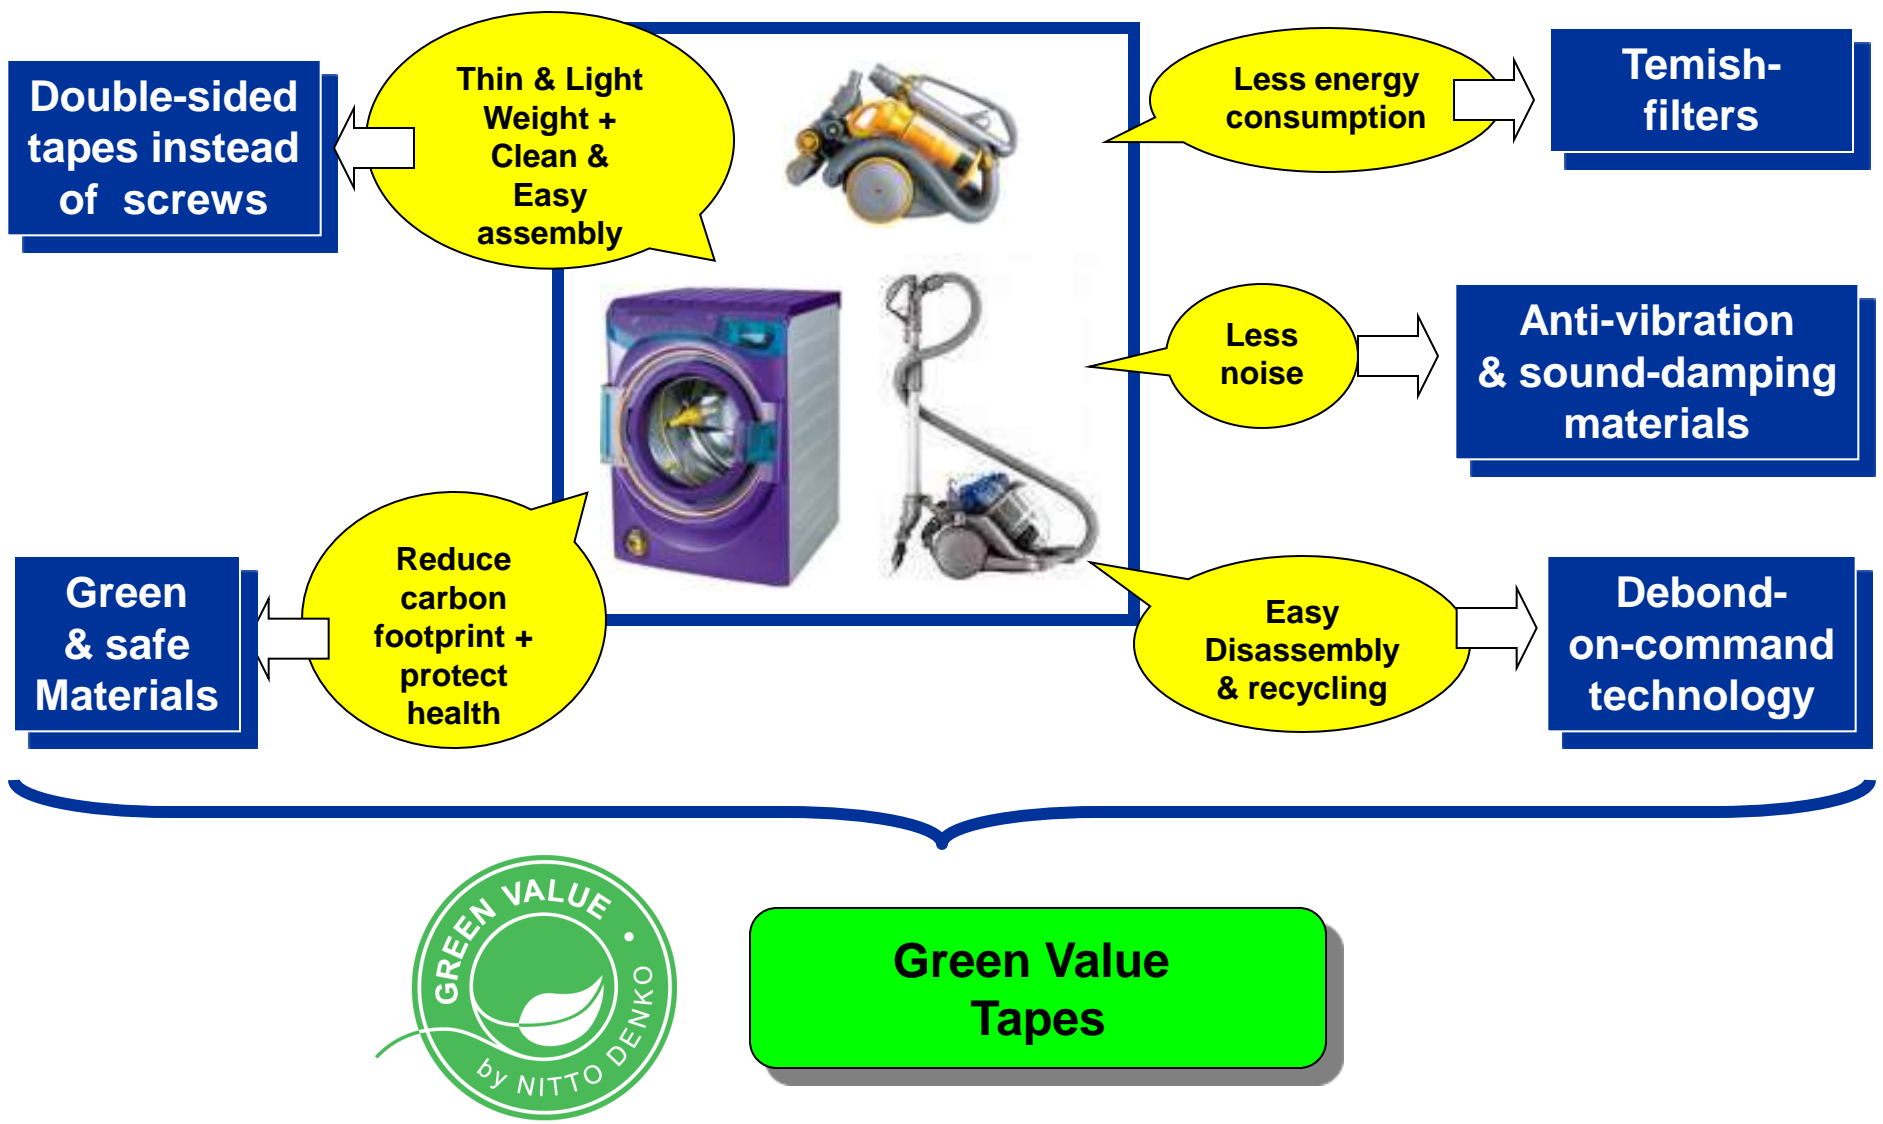 Double-sided
tapes instead
of screws
Thin & Light
Weight +
Clean &
Easy
assembly
Less energy
consumption
Temish-
filters
Less
noise
Anti-vibration
& sound-damping
materials
Green
& safe
Materials
Reduce
carbon
footprint +
protect
health
Easy
Disassembly
& recycling
Debond-
on-command
technology
GREEN VALUE •
by NITTO DENKO
Green Value
Tapes